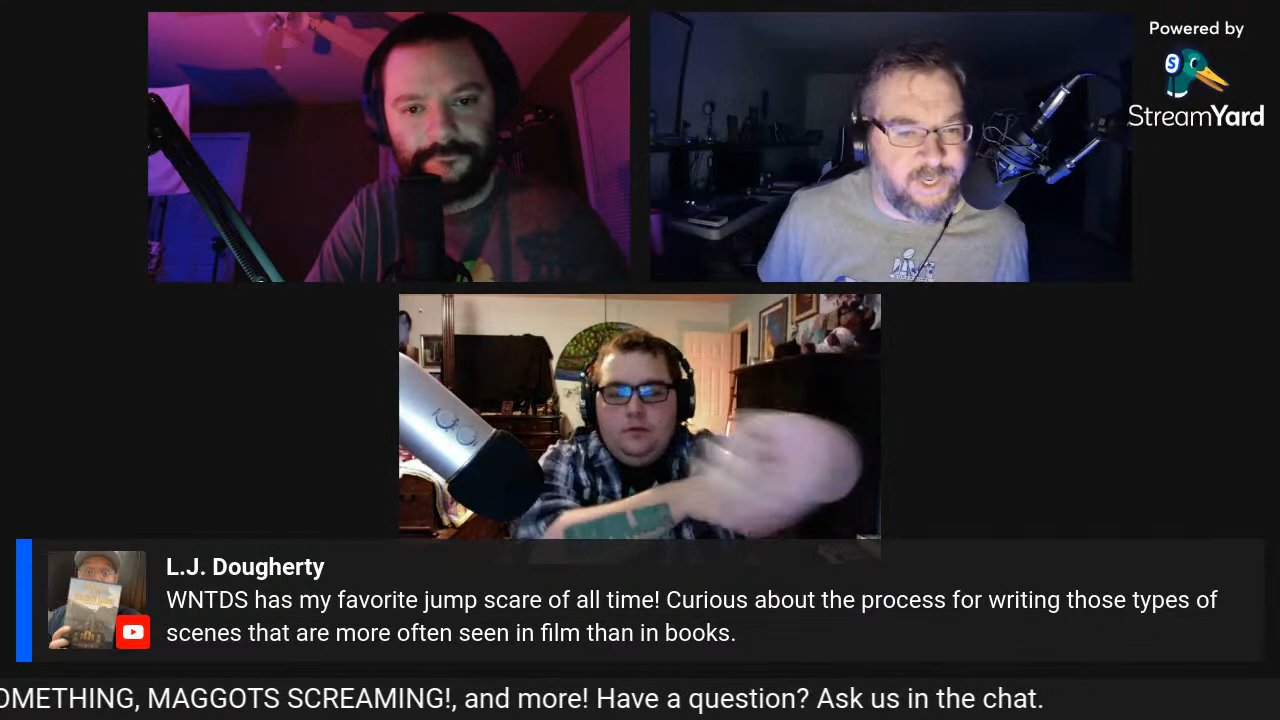 Powered by
StreamYard
L.J. Dougherty
WNTDS has my favorite jump scare of all time! Curious about the process for writing those types of
scenes that are more often seen in film than in books.
OMETHING, MAGGOTS SCREAMING!, and more! Have a question? Ask us in the chat.